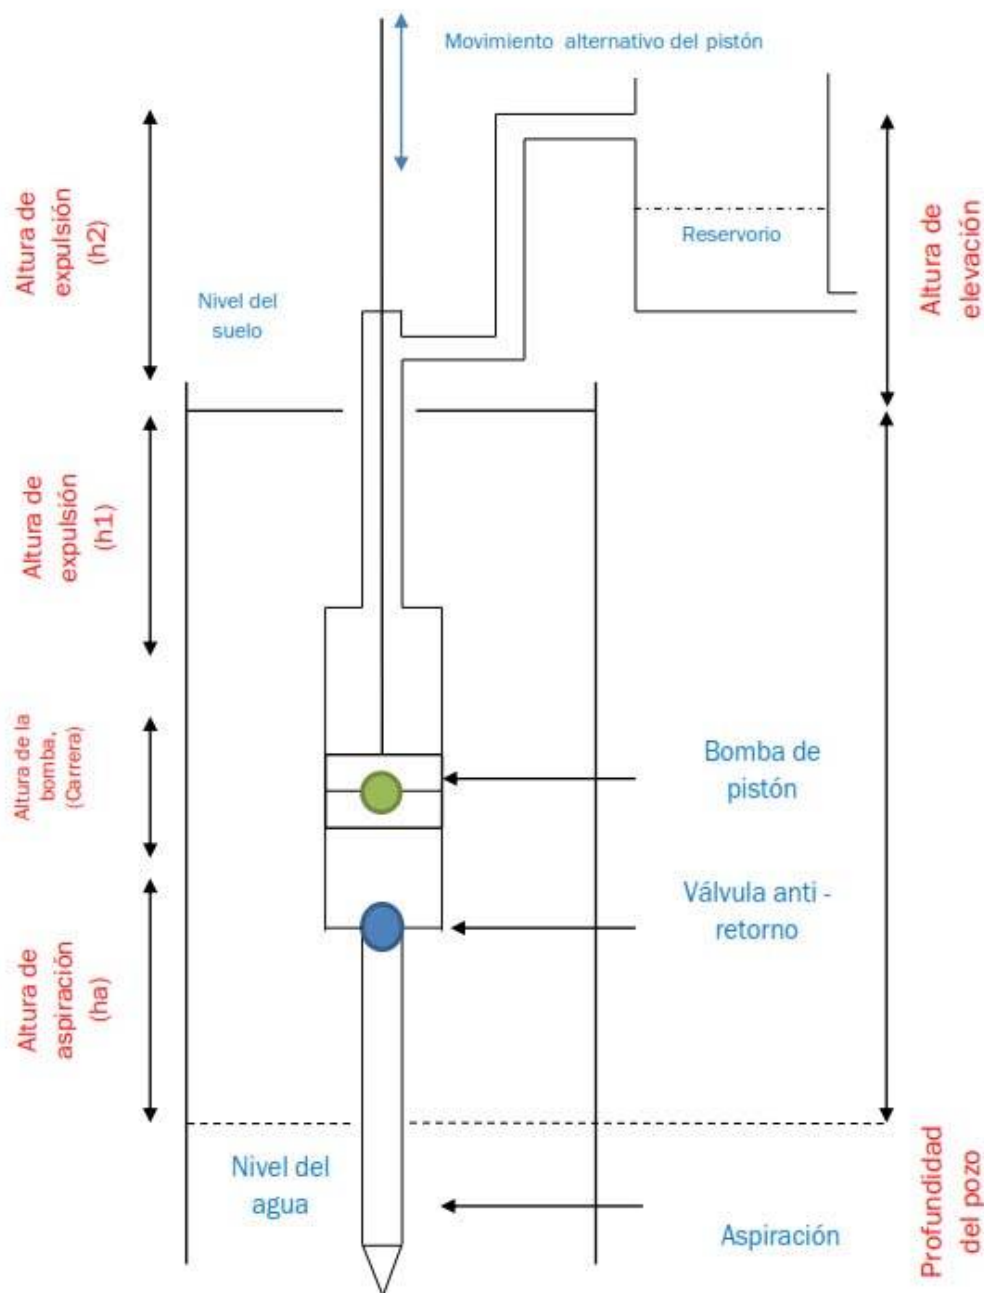 Movimiento alternativo del pistón
Altura de
expulsión
(h2)
Nivel del
suelo
Reservorio
Altura de
elevación
Altura de
expulsión
(h1)
Altura de la
bomba,
(Carrera)
Bomba de
pistón
Válvula anti -
retorno
Altura de
aspiración
(ha)
Nivel del
agua
Aspiración
Profundidad
del pozo